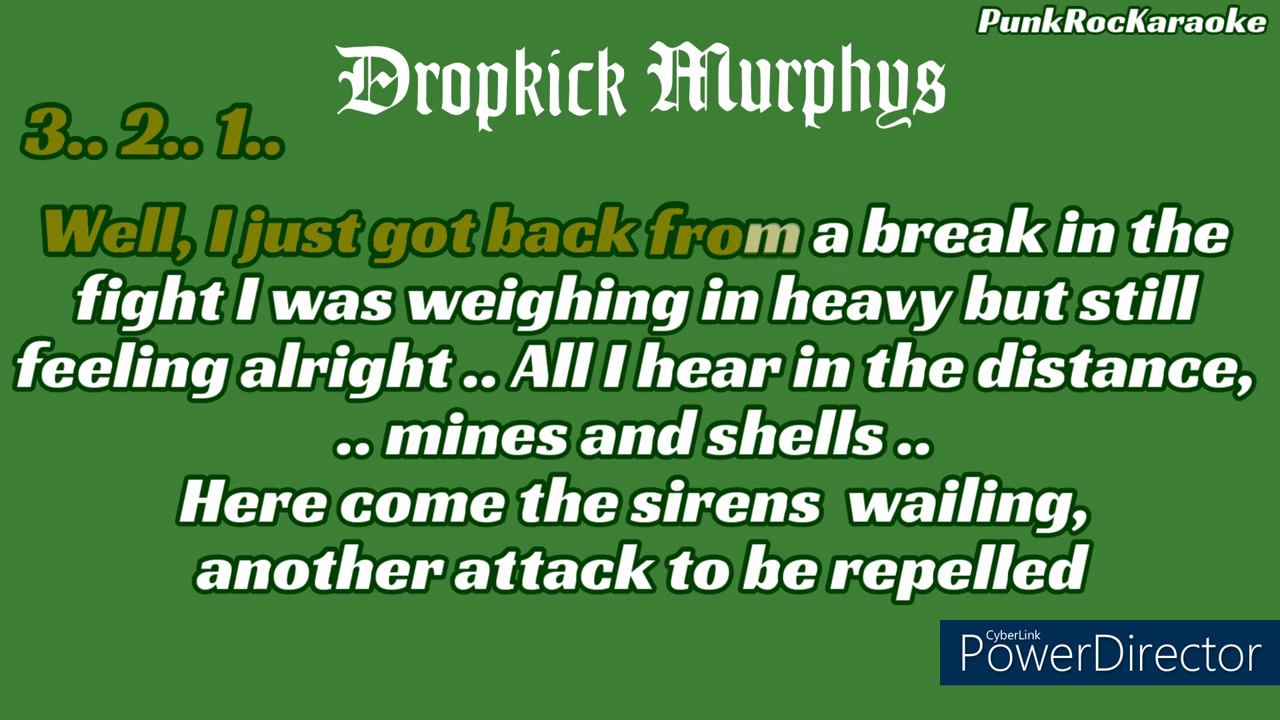 PunkRocKaraoke
Dropkick Murphys
3.. 2.. 1..
Well, I just got back from a break in the
fight I was weighing in heavy but still
feeling alright .. All I hear in the distance,
.. mines and shells ..
Here come the sirens wailing,
another attack to be repelled
CyberLink
PowerDirector